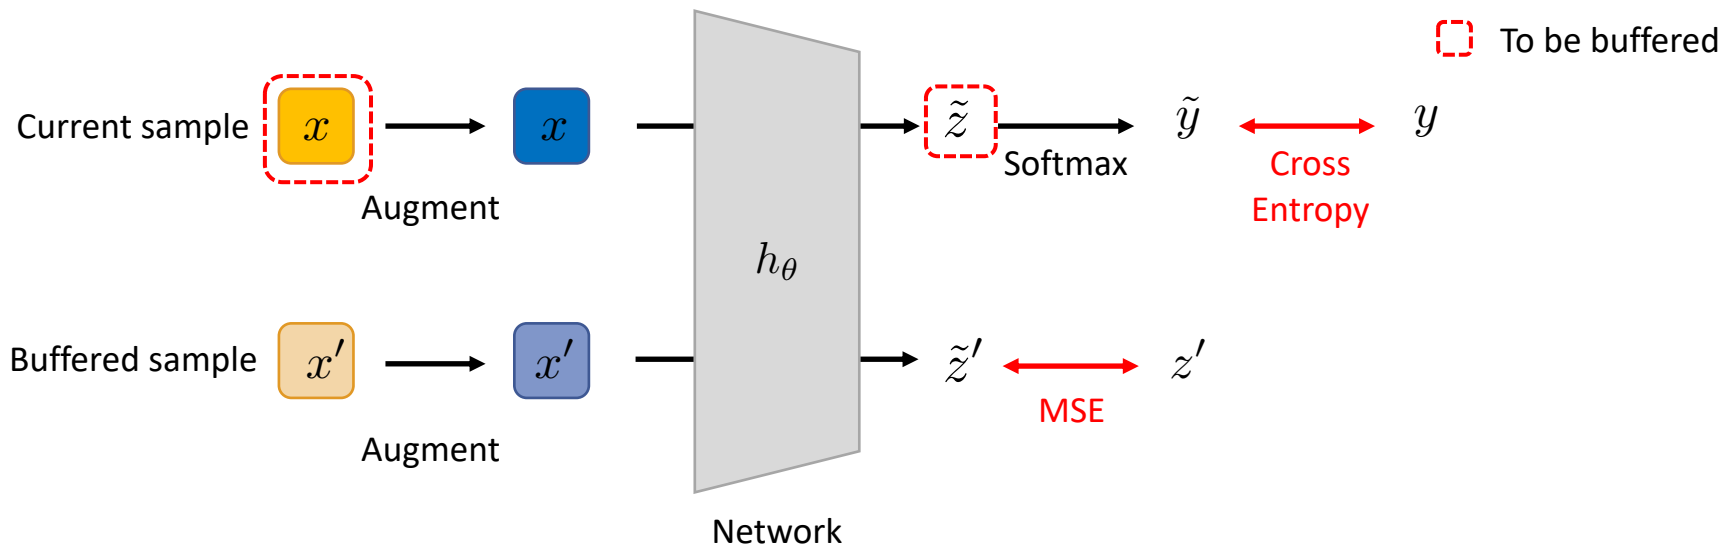 To be buffered
Current sample
x
x
z̃
ỹ
y
Softmax
Cross
Entropy
Augment
h_θ
Buffered sample
x′
x′
z̃′
z′
MSE
Augment
Network